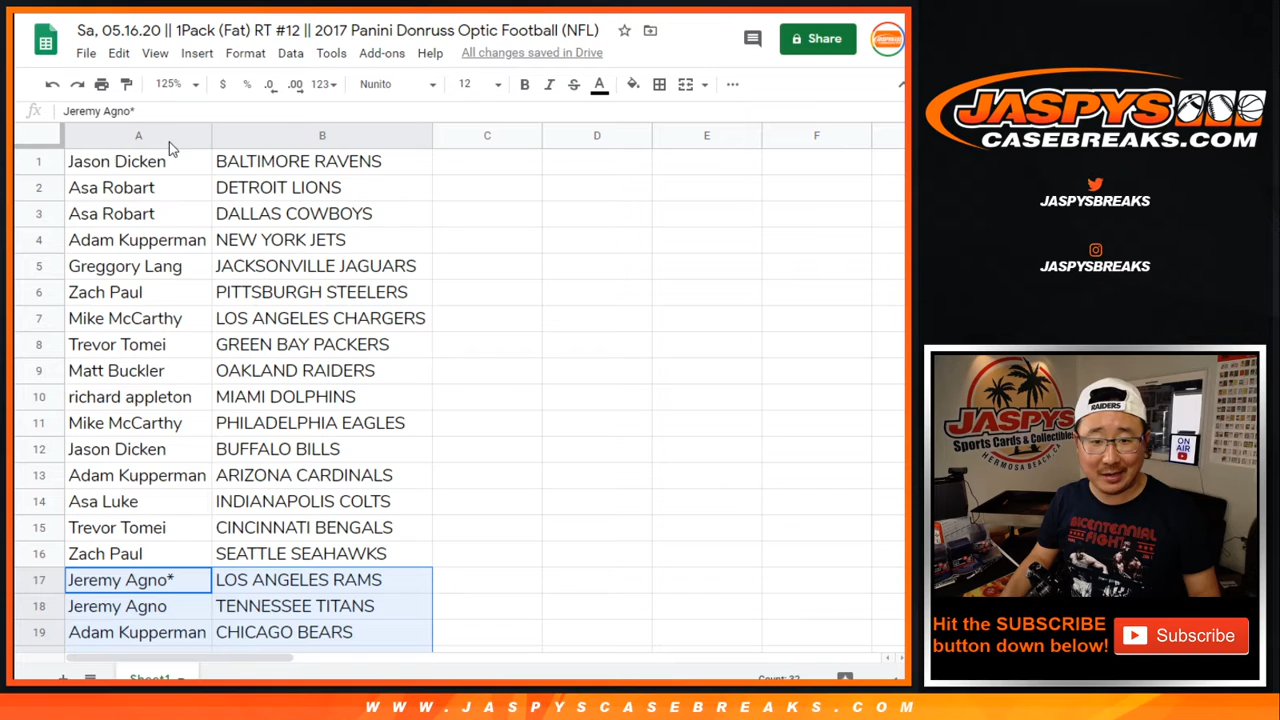 Sa, 05.16.20 || 1Pack (Fat) RT #12 || 2017 Panini Donruss Optic Football (NFL)
File Edit View Insert Format Data Tools Add-ons Help All changes saved in Drive
Share
125% $ % .0 .00 123 Nunito 12 B I S A
fx Jeremy Agno*
A B C D E F
1 Jason Dicken BALTIMORE RAVENS
2 Asa Robart DETROIT LIONS
3 Asa Robart DALLAS COWBOYS
4 Adam Kupperman NEW YORK JETS
5 Greggory Lang JACKSONVILLE JAGUARS
6 Zach Paul PITTSBURGH STEELERS
7 Mike McCarthy LOS ANGELES CHARGERS
8 Trevor Tomei GREEN BAY PACKERS
9 Matt Buckler OAKLAND RAIDERS
10 richard appleton MIAMI DOLPHINS
11 Mike McCarthy PHILADELPHIA EAGLES
12 Jason Dicken BUFFALO BILLS
13 Adam Kupperman ARIZONA CARDINALS
14 Asa Luke INDIANAPOLIS COLTS
15 Trevor Tomei CINCINNATI BENGALS
16 Zach Paul SEATTLE SEAHAWKS
17 Jeremy Agno* LOS ANGELES RAMS
18 Jeremy Agno TENNESSEE TITANS
19 Adam Kupperman CHICAGO BEARS
Sheet1
Count: 32
JASPYS
CASEBREAKS.COM
JASPYSBREAKS
JASPYSBREAKS
JASPYS
Sports Cards & Collectibles
HERMOSA BEACH, CA
RAIDERS
ON AIR
BICENTENNIAL
FIGHT
Hit the SUBSCRIBE
button down below!
Subscribe
WWW.JASPYSCASEBREAKS.COM